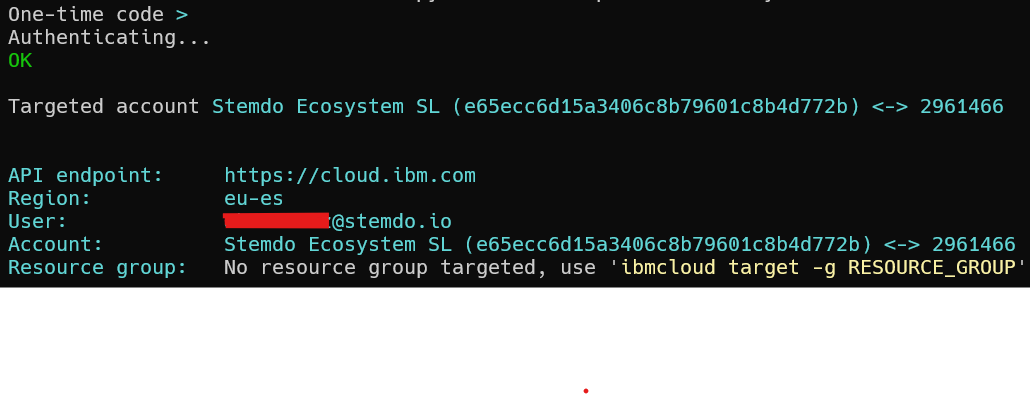 One-time code >
Authenticating...
OK
Targeted account Stemdo Ecosystem SL (e65ecc6d15a3406c8b79601c8b4d772b) <-> 2961466
API endpoint: https://cloud.ibm.com
Region: eu-es
User: @stemdo.io
Account: Stemdo Ecosystem SL (e65ecc6d15a3406c8b79601c8b4d772b) <-> 2961466
Resource group: No resource group targeted, use 'ibmcloud target -g RESOURCE_GROUP'